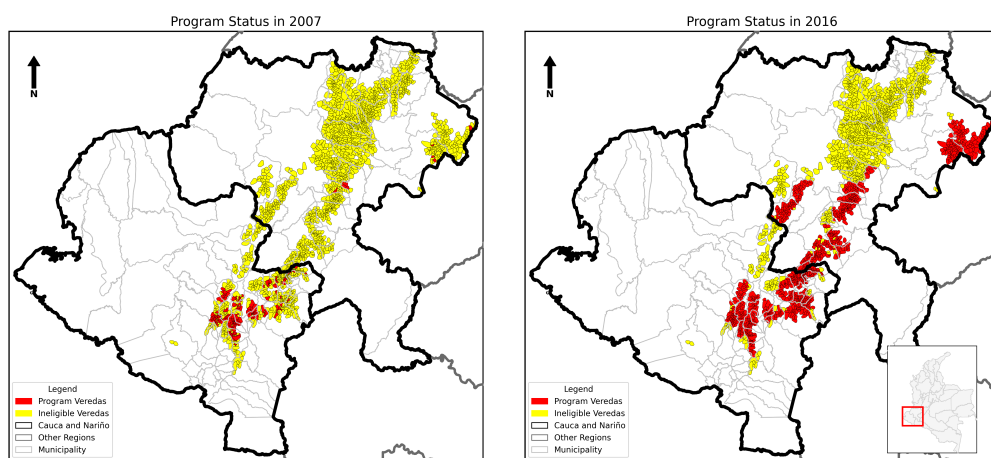 Program Status in 2007
N
Legend
Program Veredas
Ineligible Veredas
Cauca and Nariño
Other Regions
Municipality
Program Status in 2016
N
Legend
Program Veredas
Ineligible Veredas
Cauca and Nariño
Other Regions
Municipality